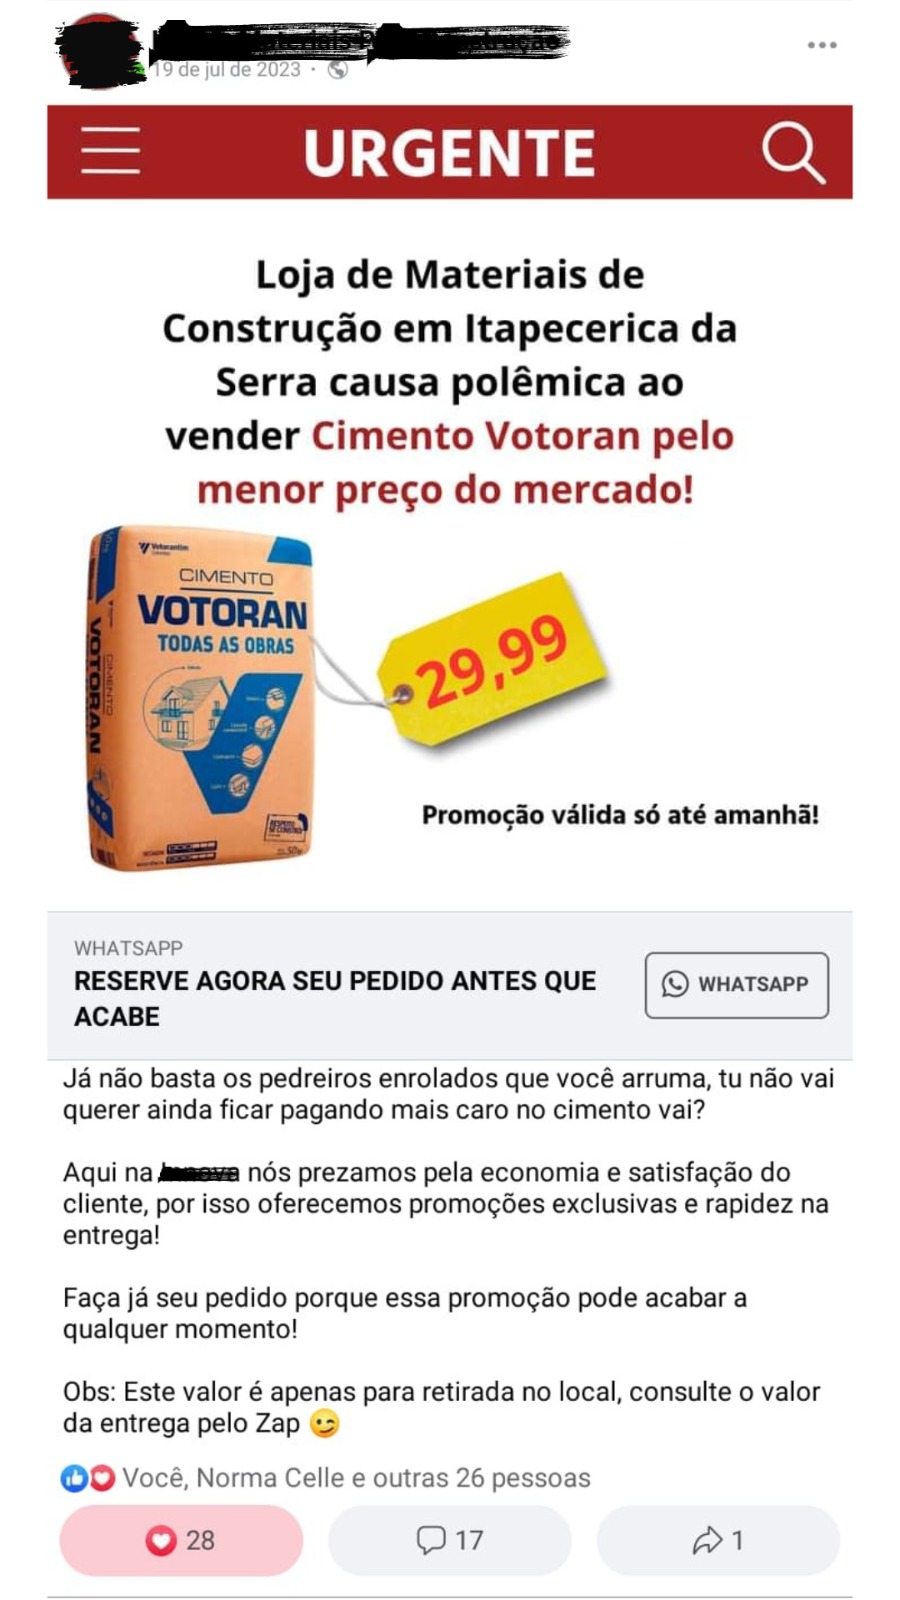 19 de jul de 2023 ·
URGENTE
Loja de Materiais de
Construção em Itapecerica da
Serra causa polêmica ao
vender Cimento Votoran pelo
menor preço do mercado!
Votorantim
Cimentos
CIMENTO
VOTORAN
TODAS AS OBRAS
CIMENTO
VOTORAN
50kg
29,99
Promoção válida só até amanhã!
WHATSAPP
RESERVE AGORA SEU PEDIDO ANTES QUE
ACABE
WHATSAPP
Já não basta os pedreiros enrolados que você arruma, tu não vai
querer ainda ficar pagando mais caro no cimento vai?
Aqui na nós prezamos pela economia e satisfação do
cliente, por isso oferecemos promoções exclusivas e rapidez na
entrega!
Faça já seu pedido porque essa promoção pode acabar a
qualquer momento!
Obs: Este valor é apenas para retirada no local, consulte o valor
da entrega pelo Zap 😉
Você, Norma Celle e outras 26 pessoas
28
17
1